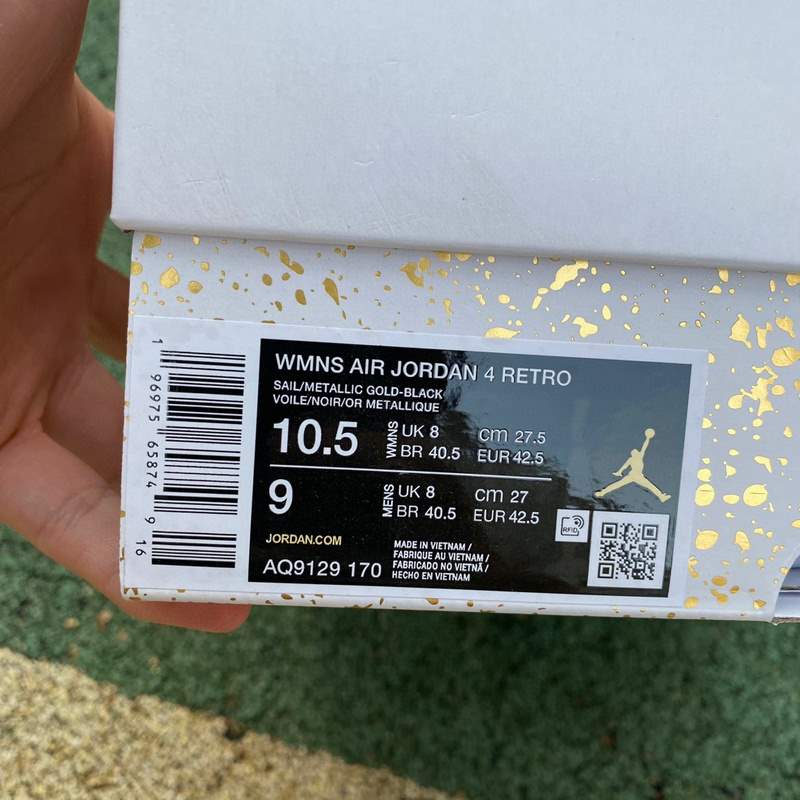 WMNS AIR JORDAN 4 RETRO
SAIL/METALLIC GOLD-BLACK
VOILE/NOIR/OR METALLIQUE
10.5 WMNS UK 8 cm 27.5
BR 40.5 EUR 42.5
9 MENS UK 8 cm 27
BR 40.5 EUR 42.5
JORDAN.COM
AQ9129 170
MADE IN VIETNAM /
FABRIQUE AU VIETNAM /
FABRICADO NO VIETNÃ /
HECHO EN VIETNAM
RFID
1 96975 65874 9 16